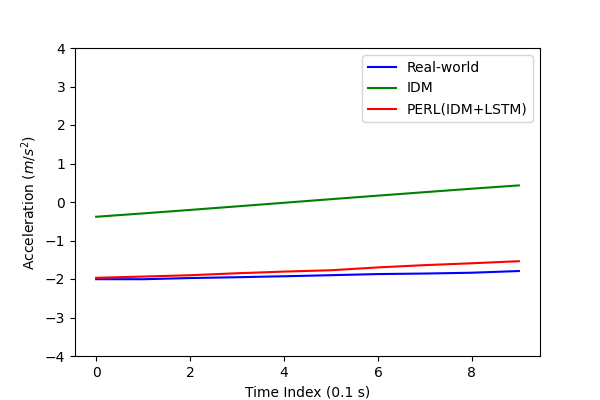 4
3
2
1
0
−1
−2
−3
−4
Acceleration (m/s²)
Real-world
IDM
PERL(IDM+LSTM)
0 2 4 6 8
Time Index (0.1 s)